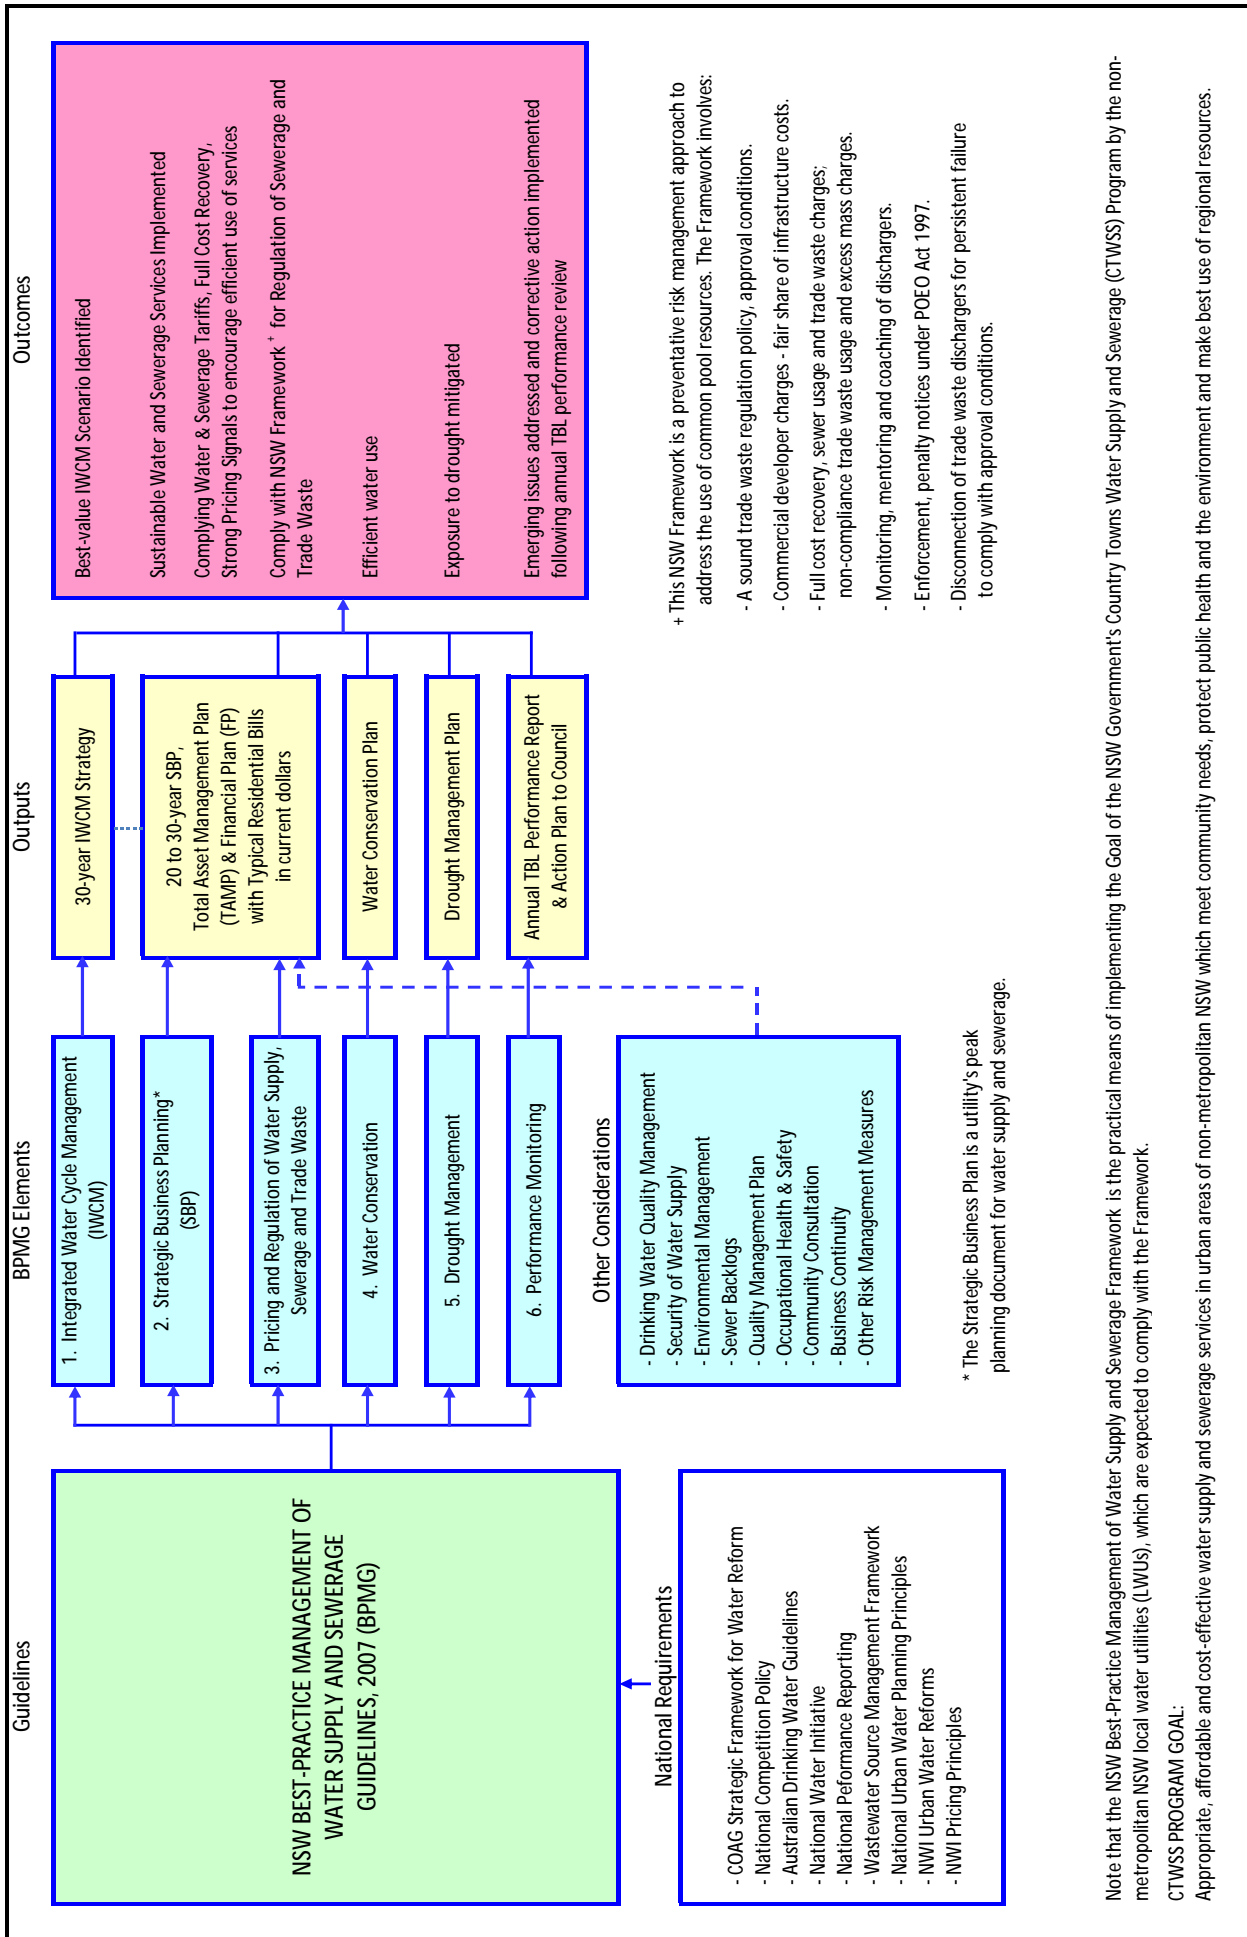 Guidelines
BPMG Elements
Outputs
Outcomes
NSW BEST-PRACTICE MANAGEMENT OF
WATER SUPPLY AND SEWERAGE
GUIDELINES, 2007 (BPMG)
National Requirements
- COAG Strategic Framework for Water Reform
- National Competition Policy
- Australian Drinking Water Guidelines
- National Water Initiative
- National Peformance Reporting
- Wastewater Source Management Framework
- National Urban Water Planning Principles
- NWI Urban Water Reforms
- NWI Pricing Principles
1. Integrated Water Cycle Management
(IWCM)
2. Strategic Business Planning*
(SBP)
3. Pricing and Regulation of Water Supply,
Sewerage and Trade Waste
4. Water Conservation
5. Drought Management
6. Performance Monitoring
Other Considerations
- Drinking Water Quality Management
- Security of Water Supply
- Environmental Management
- Sewer Backlogs
- Quality Management Plan
- Occupational Health & Safety
- Community Consultation
- Business Continuity
- Other Risk Management Measures
* The Strategic Business Plan is a utility's peak
planning document for water supply and sewerage.
30-year IWCM Strategy
20 to 30-year SBP,
Total Asset Management Plan
(TAMP) & Financial Plan (FP)
with Typical Residential Bills
in current dollars
Water Conservation Plan
Drought Management Plan
Annual TBL Performance Report
& Action Plan to Council
Best-value IWCM Scenario Identified
Sustainable Water and Sewerage Services Implemented
Complying Water & Sewerage Tariffs, Full Cost Recovery,
Strong Pricing Signals to encourage efficient use of services
Comply with NSW Framework + for Regulation of Sewerage and
Trade Waste
Efficient water use
Exposure to drought mitigated
Emerging issues addressed and corrective action implemented
following annual TBL performance review
+ This NSW Framework is a preventative risk management approach to
address the use of common pool resources. The Framework involves:
- A sound trade waste regulation policy, approval conditions.
- Commercial developer charges - fair share of infrastructure costs.
- Full cost recovery, sewer usage and trade waste charges;
non-compliance trade waste usage and excess mass charges.
- Monitoring, mentoring and coaching of dischargers.
- Enforcement, penalty notices under POEO Act 1997.
- Disconnection of trade waste dischargers for persistent failure
to comply with approval conditions.
Note that the NSW Best-Practice Management of Water Supply and Sewerage Framework is the practical means of implementing the Goal of the NSW Government's Country Towns Water Supply and Sewerage (CTWSS) Program by the non-
metropolitan NSW local water utilities (LWUs), which are expected to comply with the Framework.
CTWSS PROGRAM GOAL:
Appropriate, affordable and cost-effective water supply and sewerage services in urban areas of non-metropolitan NSW which meet community needs, protect public health and the environment and make best use of regional resources.